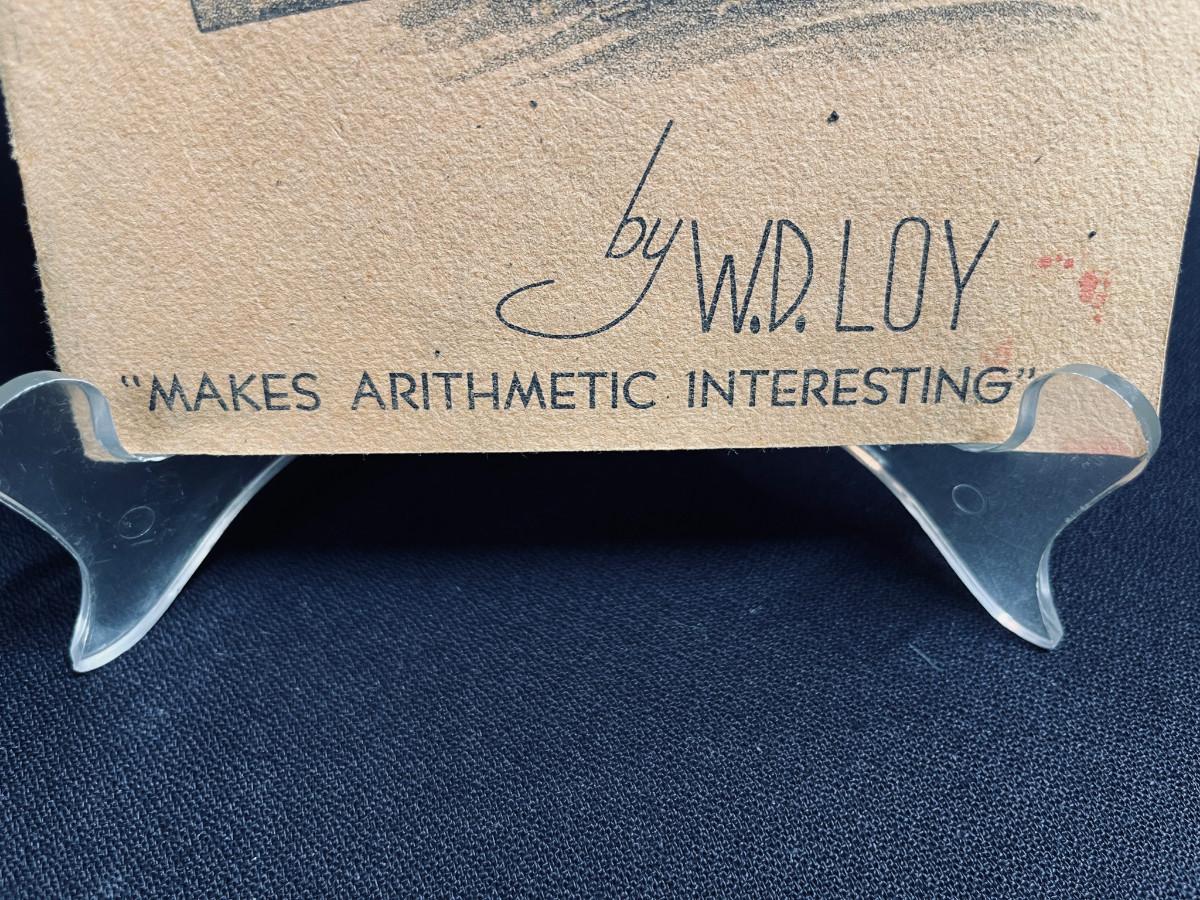 by W.D. LOY
“MAKES ARITHMETIC INTERESTING”